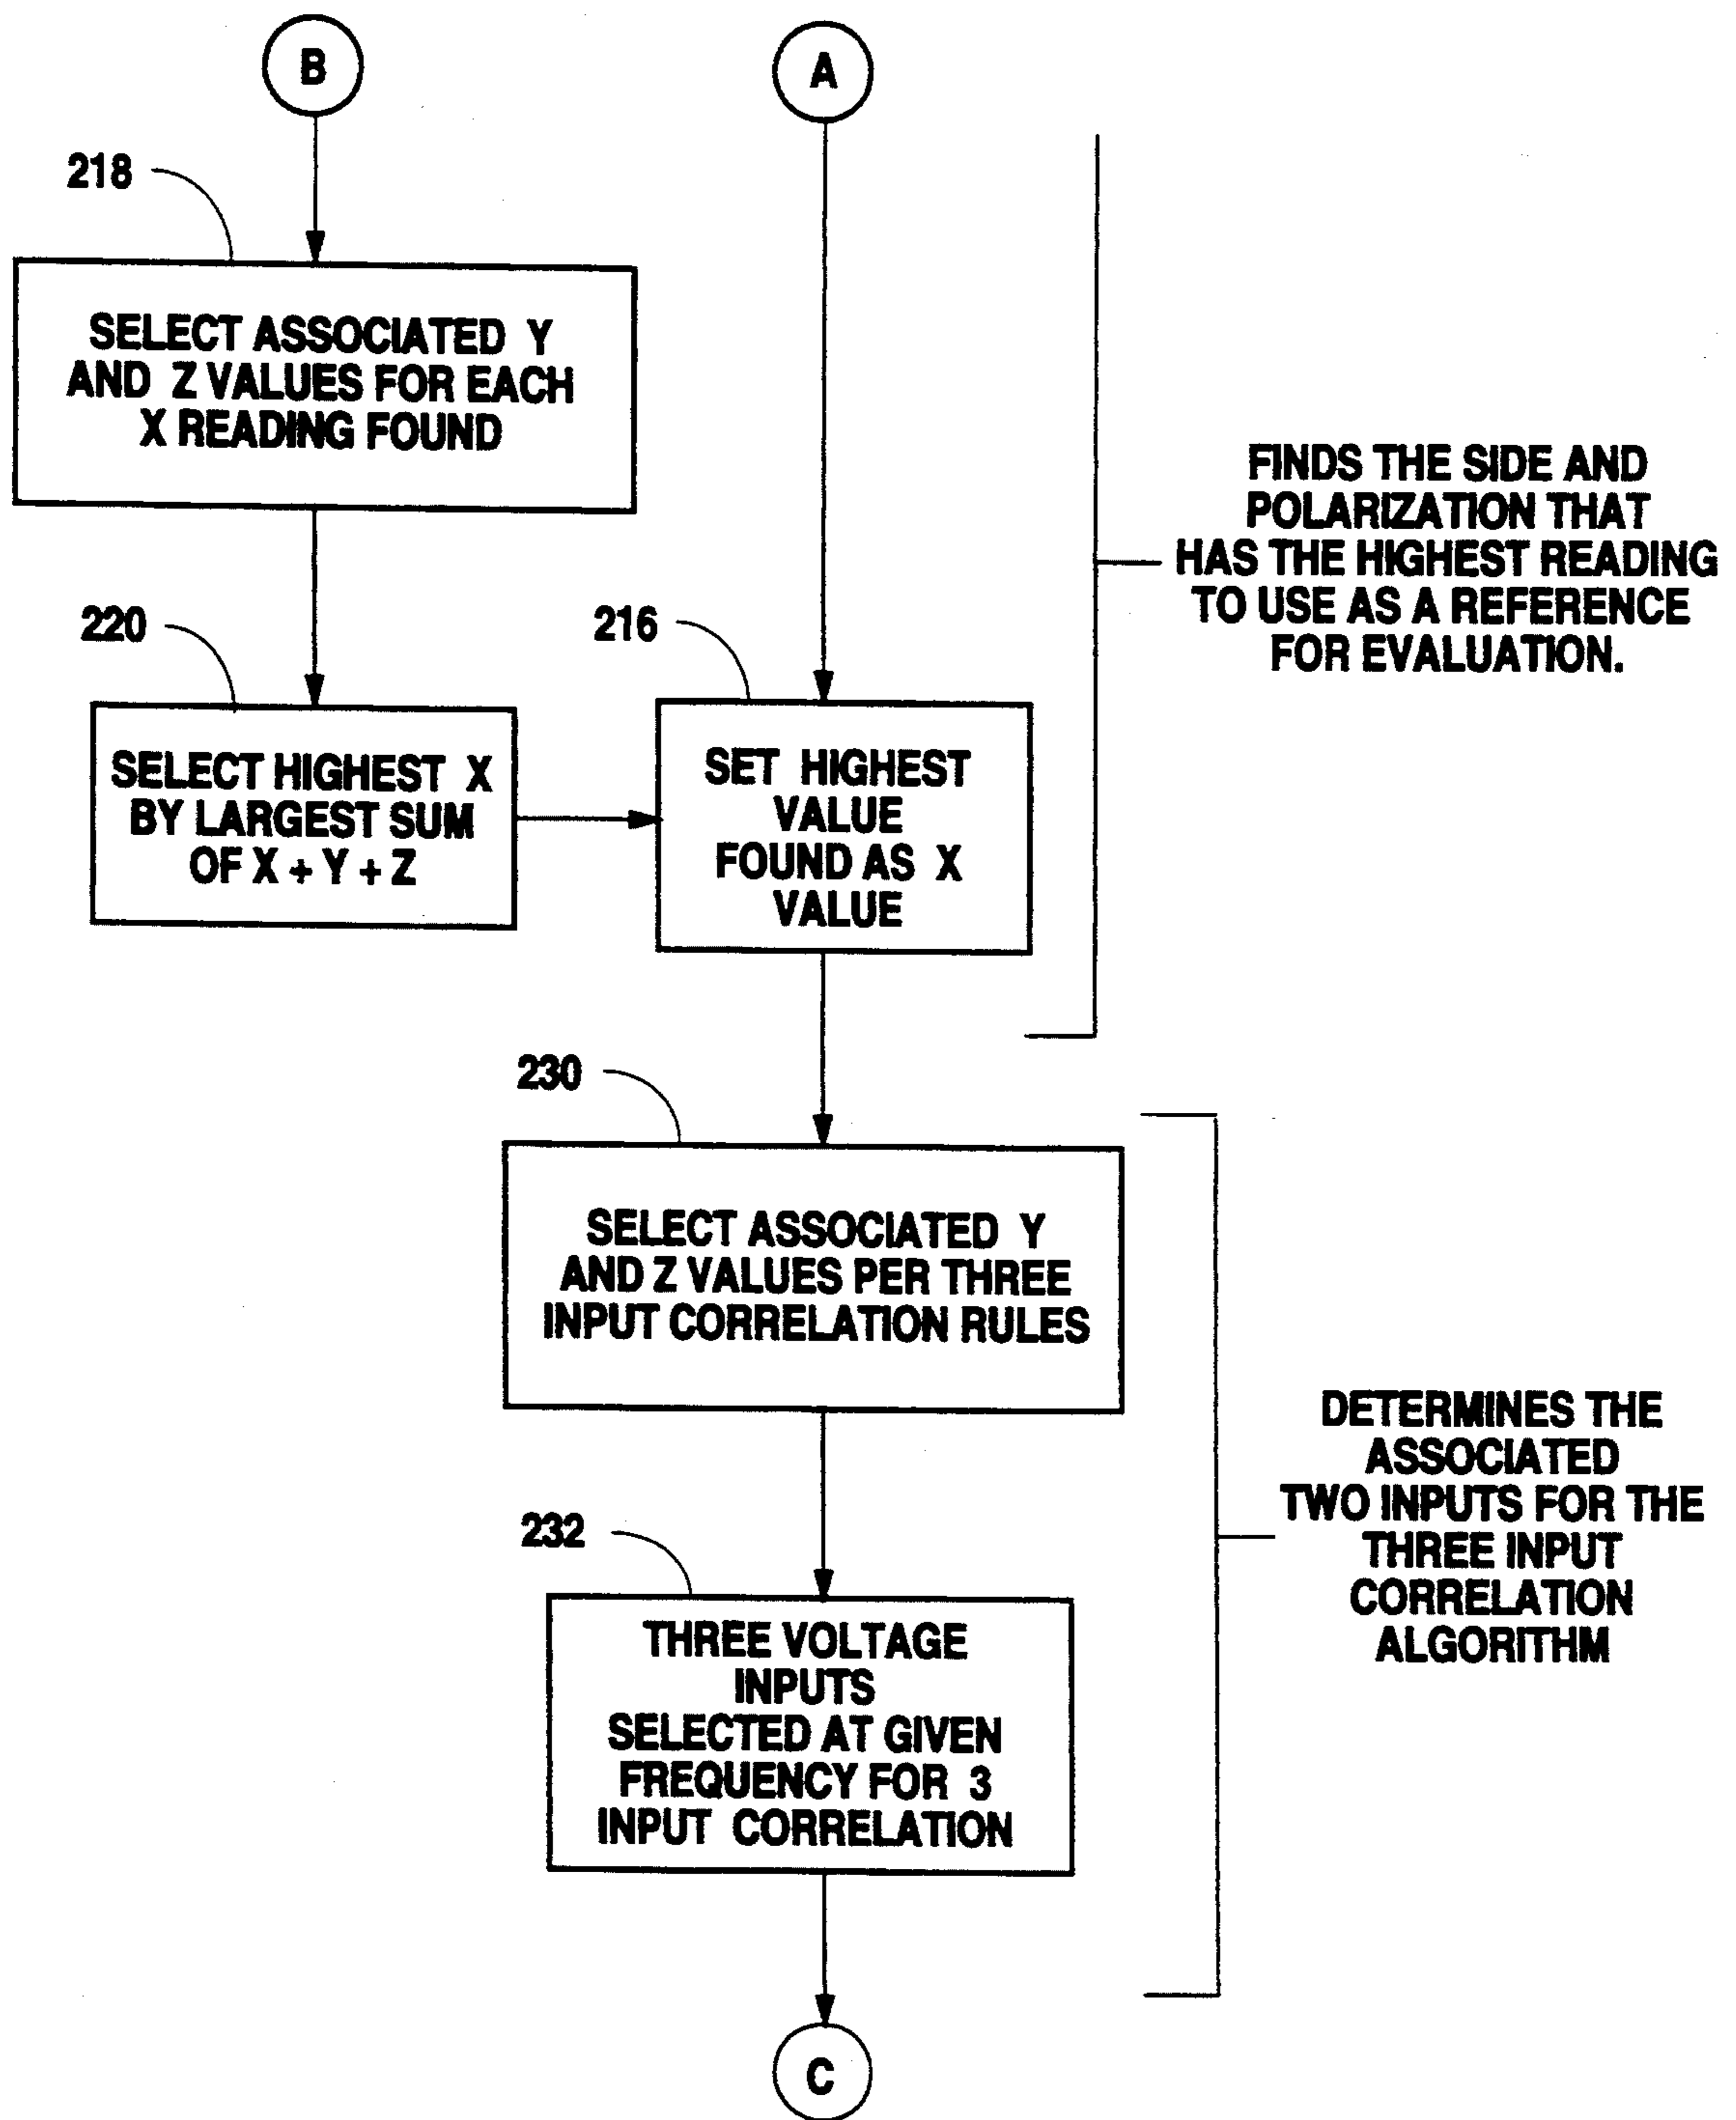 B
A
218
SELECT ASSOCIATED Y
AND Z VALUES FOR EACH
X READING FOUND
FINDS THE SIDE AND
POLARIZATION THAT
HAS THE HIGHEST READING
TO USE AS A REFERENCE
FOR EVALUATION.
220
SELECT HIGHEST X
BY LARGEST SUM
OF X + Y + Z
216
SET HIGHEST
VALUE
FOUND AS X
VALUE
230
SELECT ASSOCIATED Y
AND Z VALUES PER THREE
INPUT CORRELATION RULES
DETERMINES THE
ASSOCIATED
TWO INPUTS FOR THE
THREE INPUT
CORRELATION
ALGORITHM
232
THREE VOLTAGE
INPUTS
SELECTED AT GIVEN
FREQUENCY FOR 3
INPUT CORRELATION
C